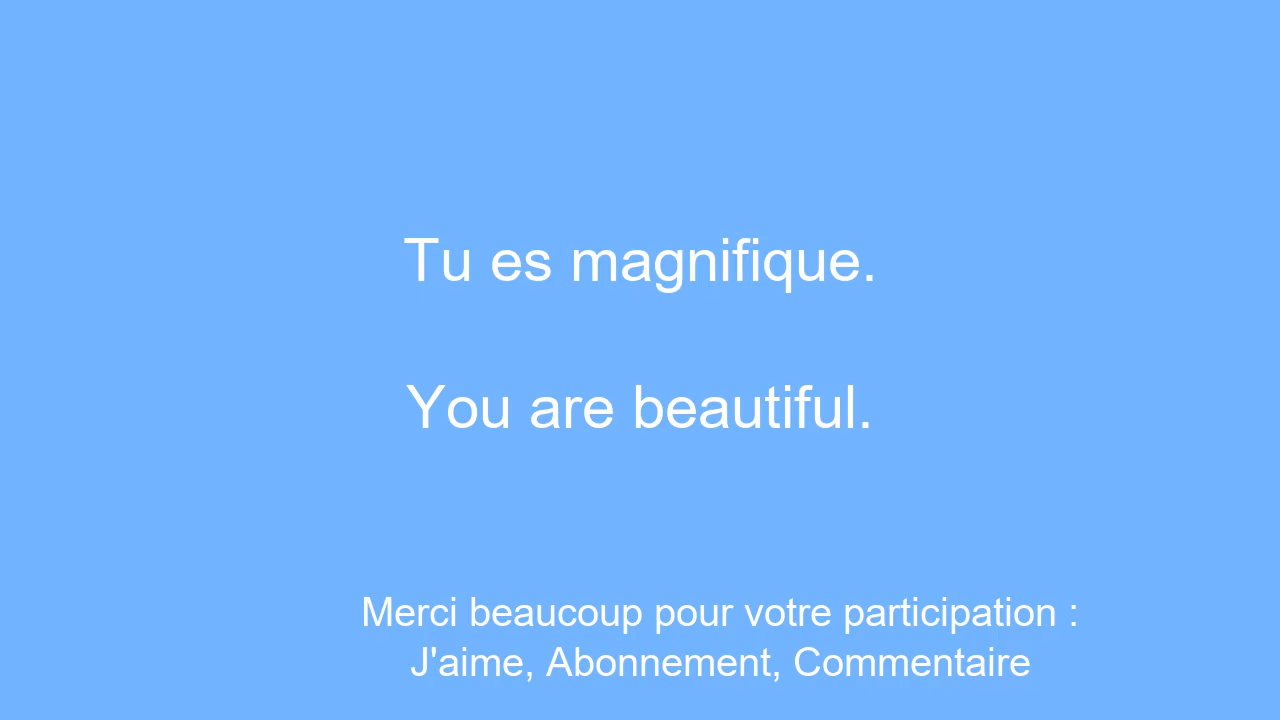 Tu es magnifique.
You are beautiful.
Merci beaucoup pour votre participation :
J'aime, Abonnement, Commentaire